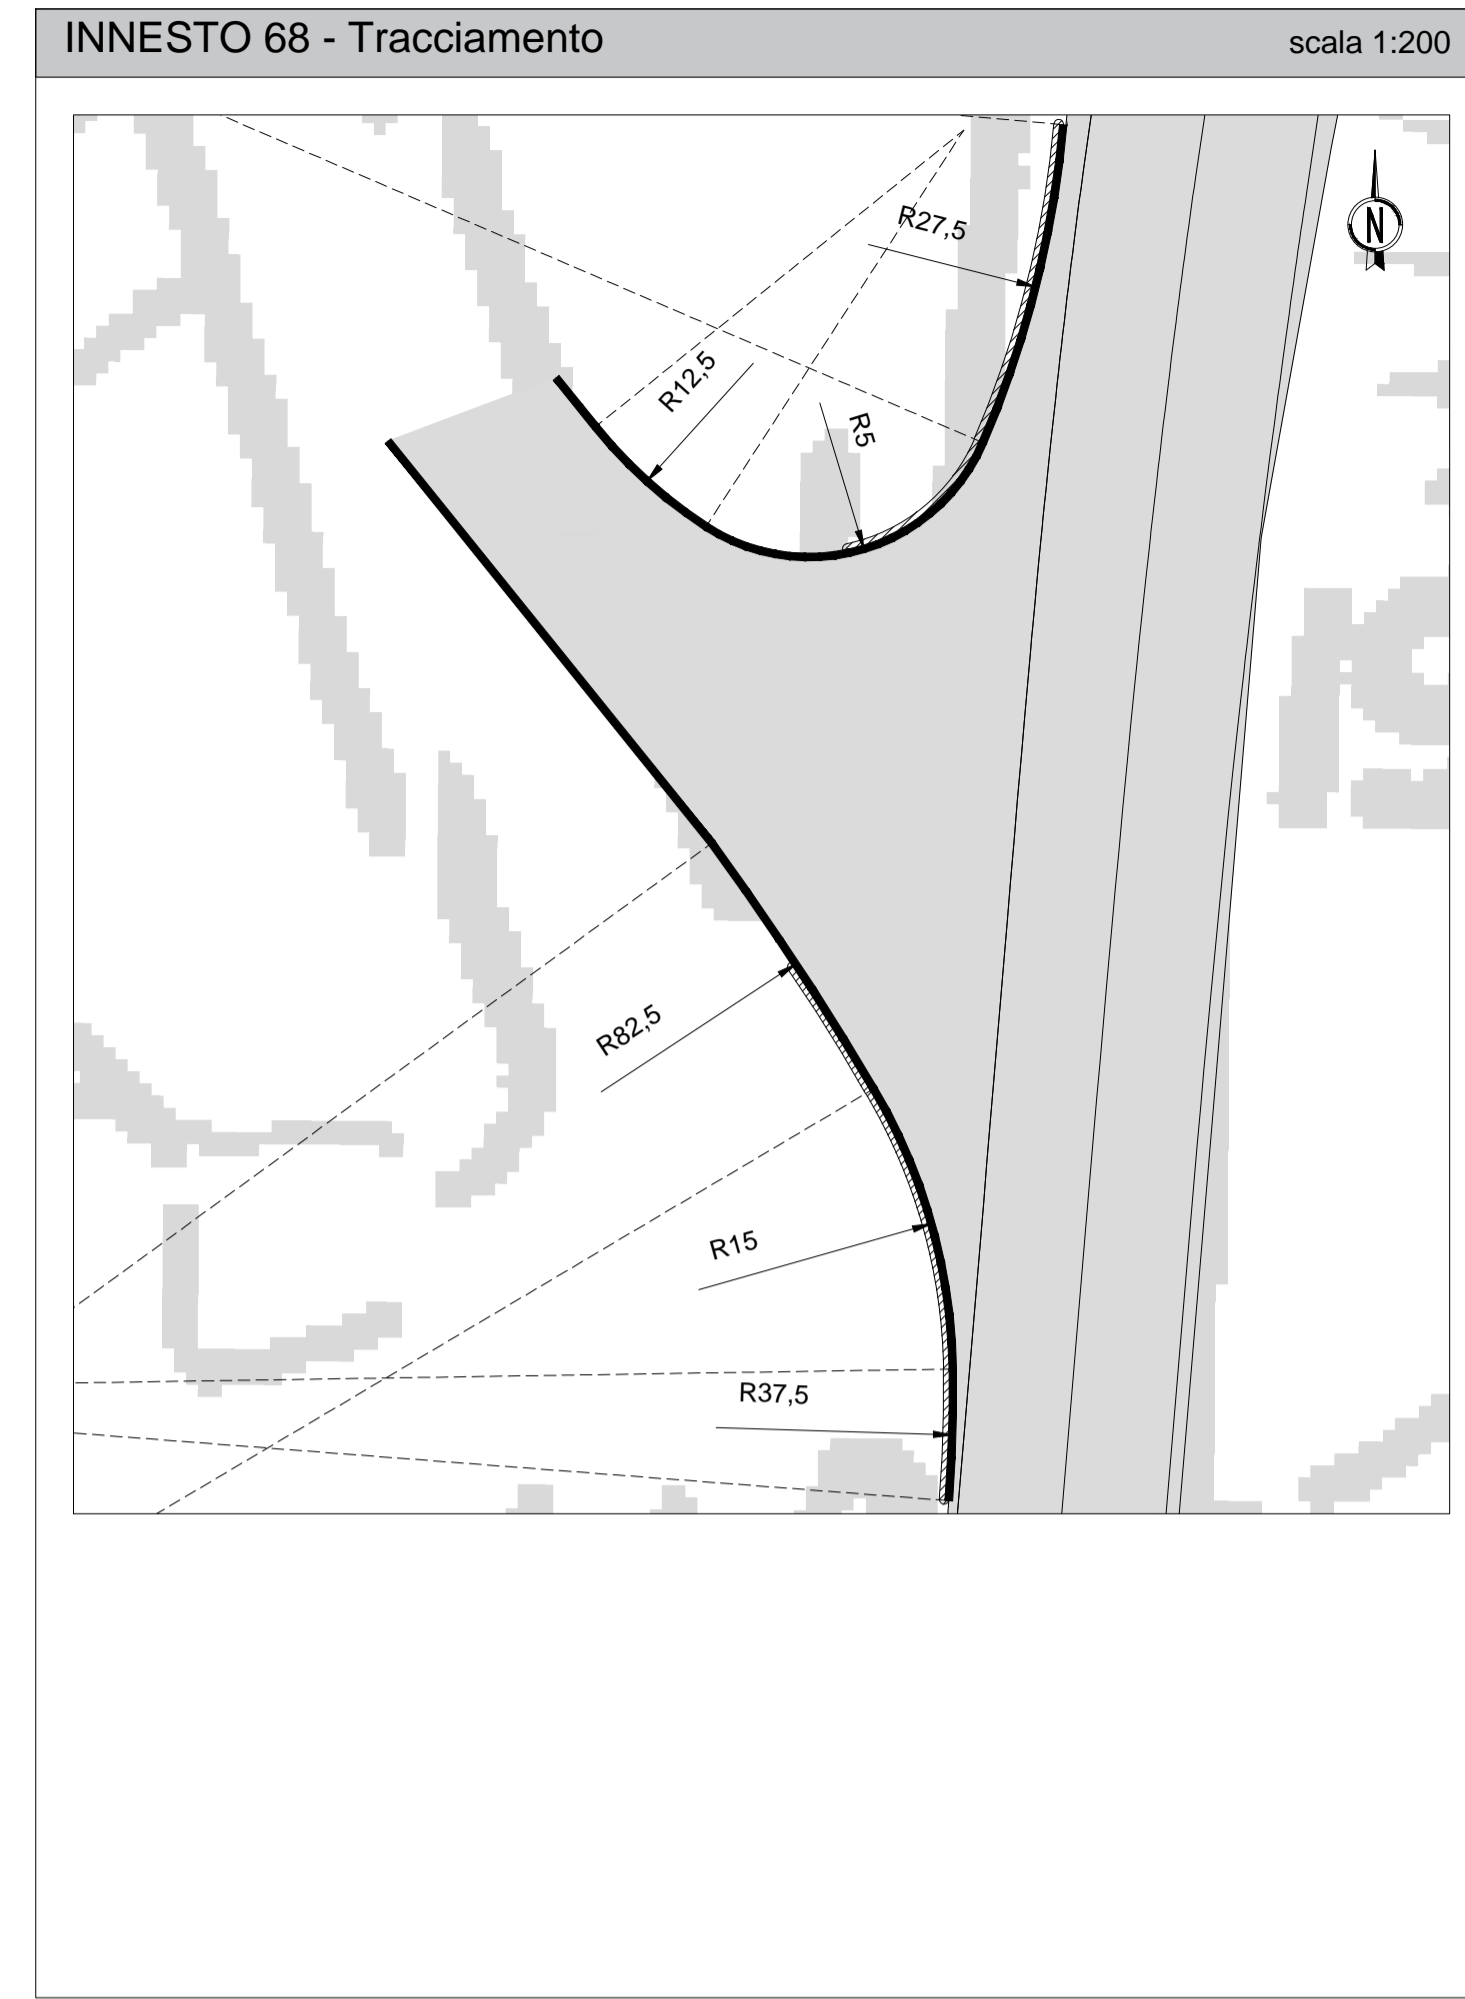 INNESTO 68 - Tracciamento
scala 1:200
R27,5
N
R12,5
R5
R82,5
R15
R37,5